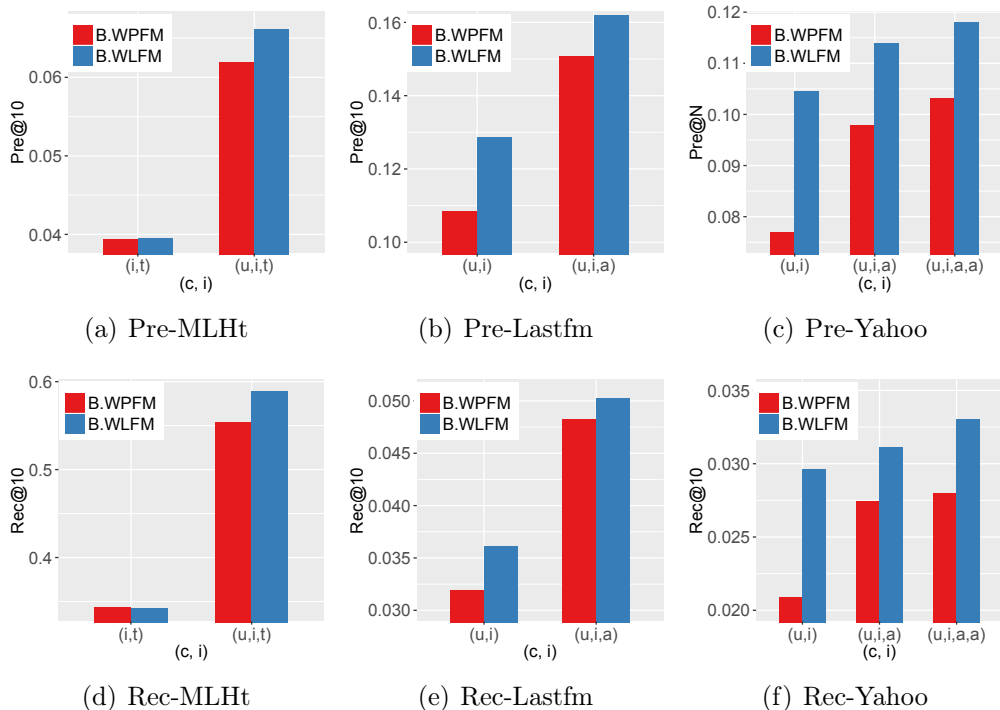 B.WPFM
B.WLFM
Pre@10
0.06
0.05
0.04
(i,t)
(u,i,t)
(c, i)
(a) Pre-MLHt
B.WPFM
B.WLFM
Pre@10
0.16
0.14
0.12
0.10
(u,i)
(u,i,a)
(c, i)
(b) Pre-Lastfm
B.WPFM
B.WLFM
Pre@N
0.12
0.11
0.10
0.09
0.08
(u,i)
(u,i,a)
(u,i,a,a)
(c, i)
(c) Pre-Yahoo
B.WPFM
B.WLFM
Rec@10
0.6
0.5
0.4
(i,t)
(u,i,t)
(c, i)
(d) Rec-MLHt
B.WPFM
B.WLFM
Rec@10
0.050
0.045
0.040
0.035
0.030
(u,i)
(u,i,a)
(c, i)
(e) Rec-Lastfm
B.WPFM
B.WLFM
Rec@10
0.035
0.030
0.025
0.020
(u,i)
(u,i,a)
(u,i,a,a)
(c, i)
(f) Rec-Yahoo